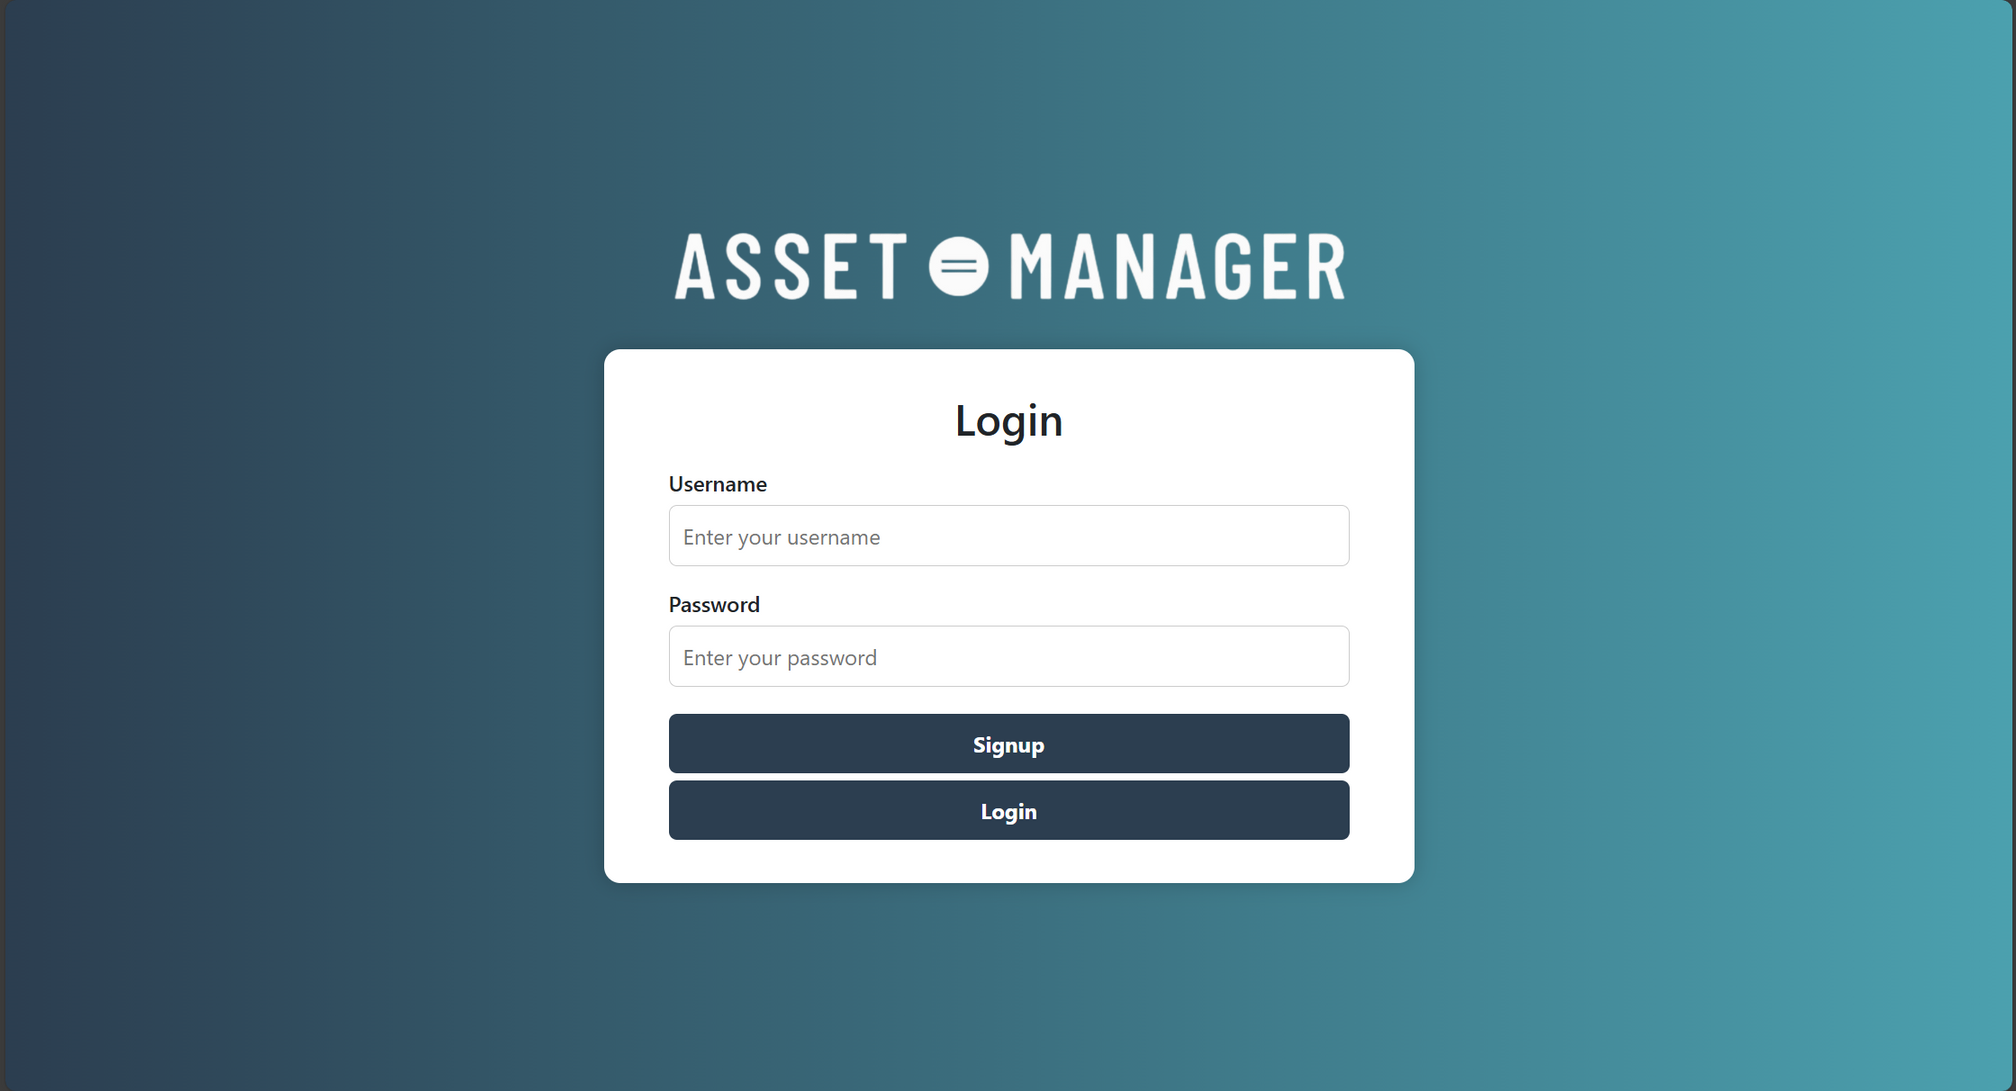 ASSET MANAGER
Login
Username
Enter your username
Password
Enter your password
Signup
Login